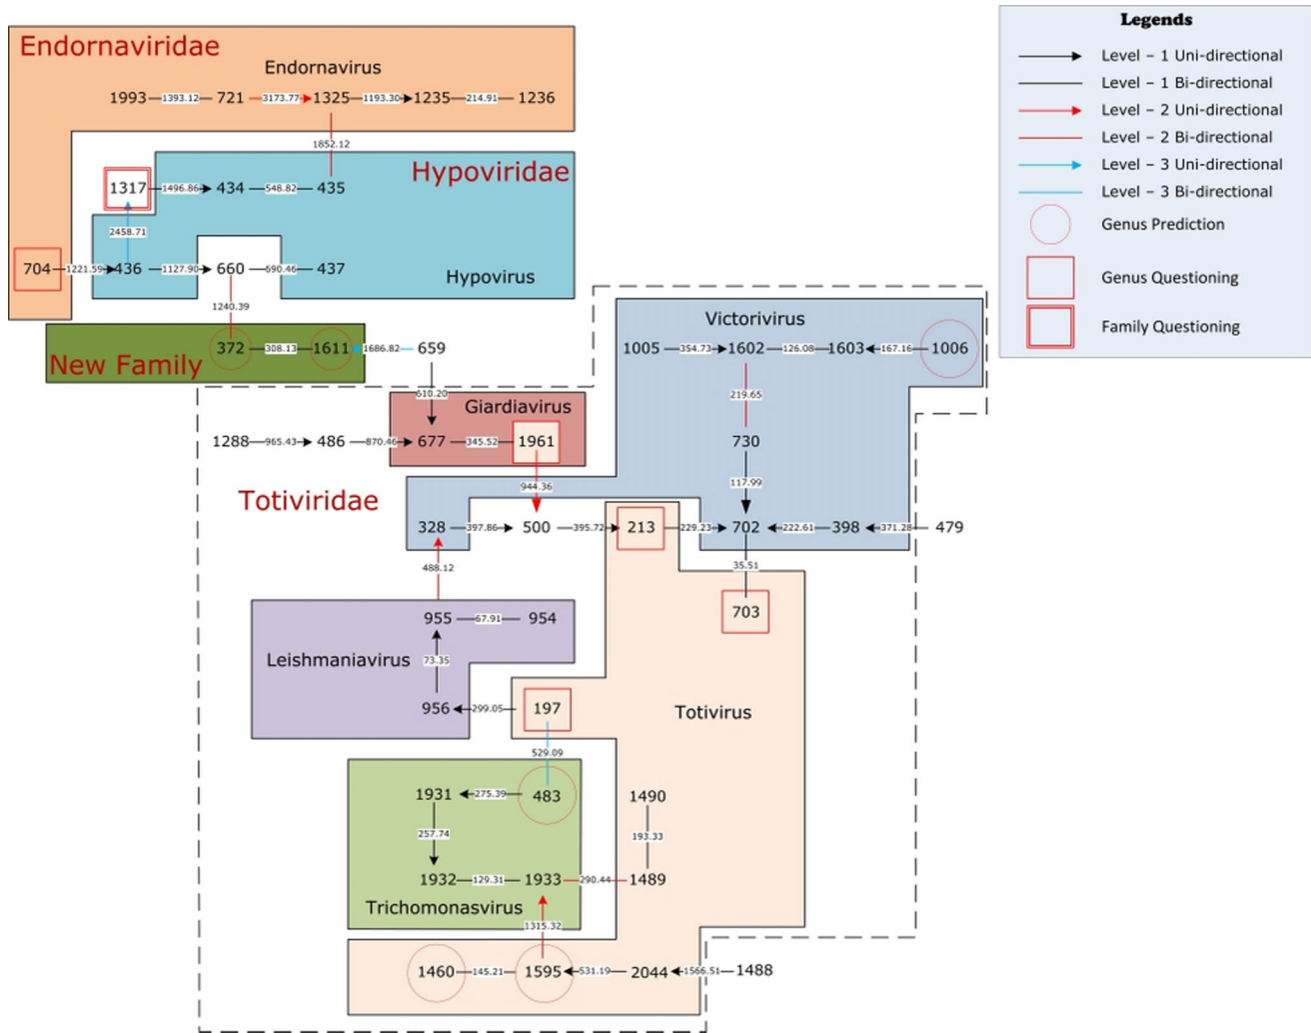 Endornaviridae
Endornavirus
1993 1393.12 721 3173.77 1325 1193.30 1235 214.91 1236
1852.12
Hypoviridae
1317 1496.86 434 548.82 435
2458.71
704 1221.59 436 1127.90 660 690.46 437
Hypovirus
1240.39
New Family
372 308.13 1611 1686.82 659
610.20
Victorivirus
1005 354.73 1602 126.08 1603 167.16 1006
219.65
Giardiavirus
1288 965.43 486 870.46 677 345.52 1961
730
944.36
117.99
Totiviridae
328 397.86 500 395.72 213 229.23 702 222.61 398 371.28 479
488.12
35.51
703
955 67.91 954
Leishmaniavirus
73.35
956 299.05 197
Totivirus
529.09
1931 275.39 483
1490
257.74
193.33
1932 129.31 1933 290.44 1489
Trichomonasvirus
1315.32
1460 145.21 1595 531.19 2044 1566.51 1488
Legends
Level – 1 Uni-directional
Level – 1 Bi-directional
Level – 2 Uni-directional
Level – 2 Bi-directional
Level – 3 Uni-directional
Level – 3 Bi-directional
Genus Prediction
Genus Questioning
Family Questioning